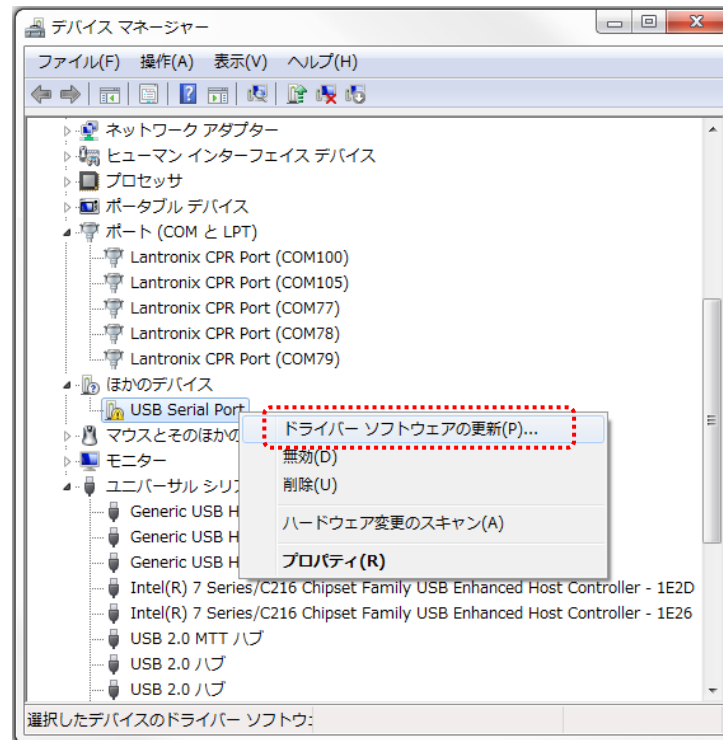 デバイス マネージャー
ファイル(F) 操作(A) 表示(V) ヘルプ(H)
ネットワーク アダプター
ヒューマン インターフェイス デバイス
プロセッサ
ポータブル デバイス
ポート (COM と LPT)
Lantronix CPR Port (COM100)
Lantronix CPR Port (COM105)
Lantronix CPR Port (COM77)
Lantronix CPR Port (COM78)
Lantronix CPR Port (COM79)
ほかのデバイス
USB Serial Port
ドライバー ソフトウェアの更新(P)...
マウスとそのほかの
無効(D)
モニター
削除(U)
ユニバーサル シリア
Generic USB H
ハードウェア変更のスキャン(A)
Generic USB H
Generic USB H
プロパティ(R)
Intel(R) 7 Series/C216 Chipset Family USB Enhanced Host Controller - 1E2D
Intel(R) 7 Series/C216 Chipset Family USB Enhanced Host Controller - 1E26
USB 2.0 MTT ハブ
USB 2.0 ハブ
USB 2.0 ハブ
選択したデバイスのドライバー ソフトウ